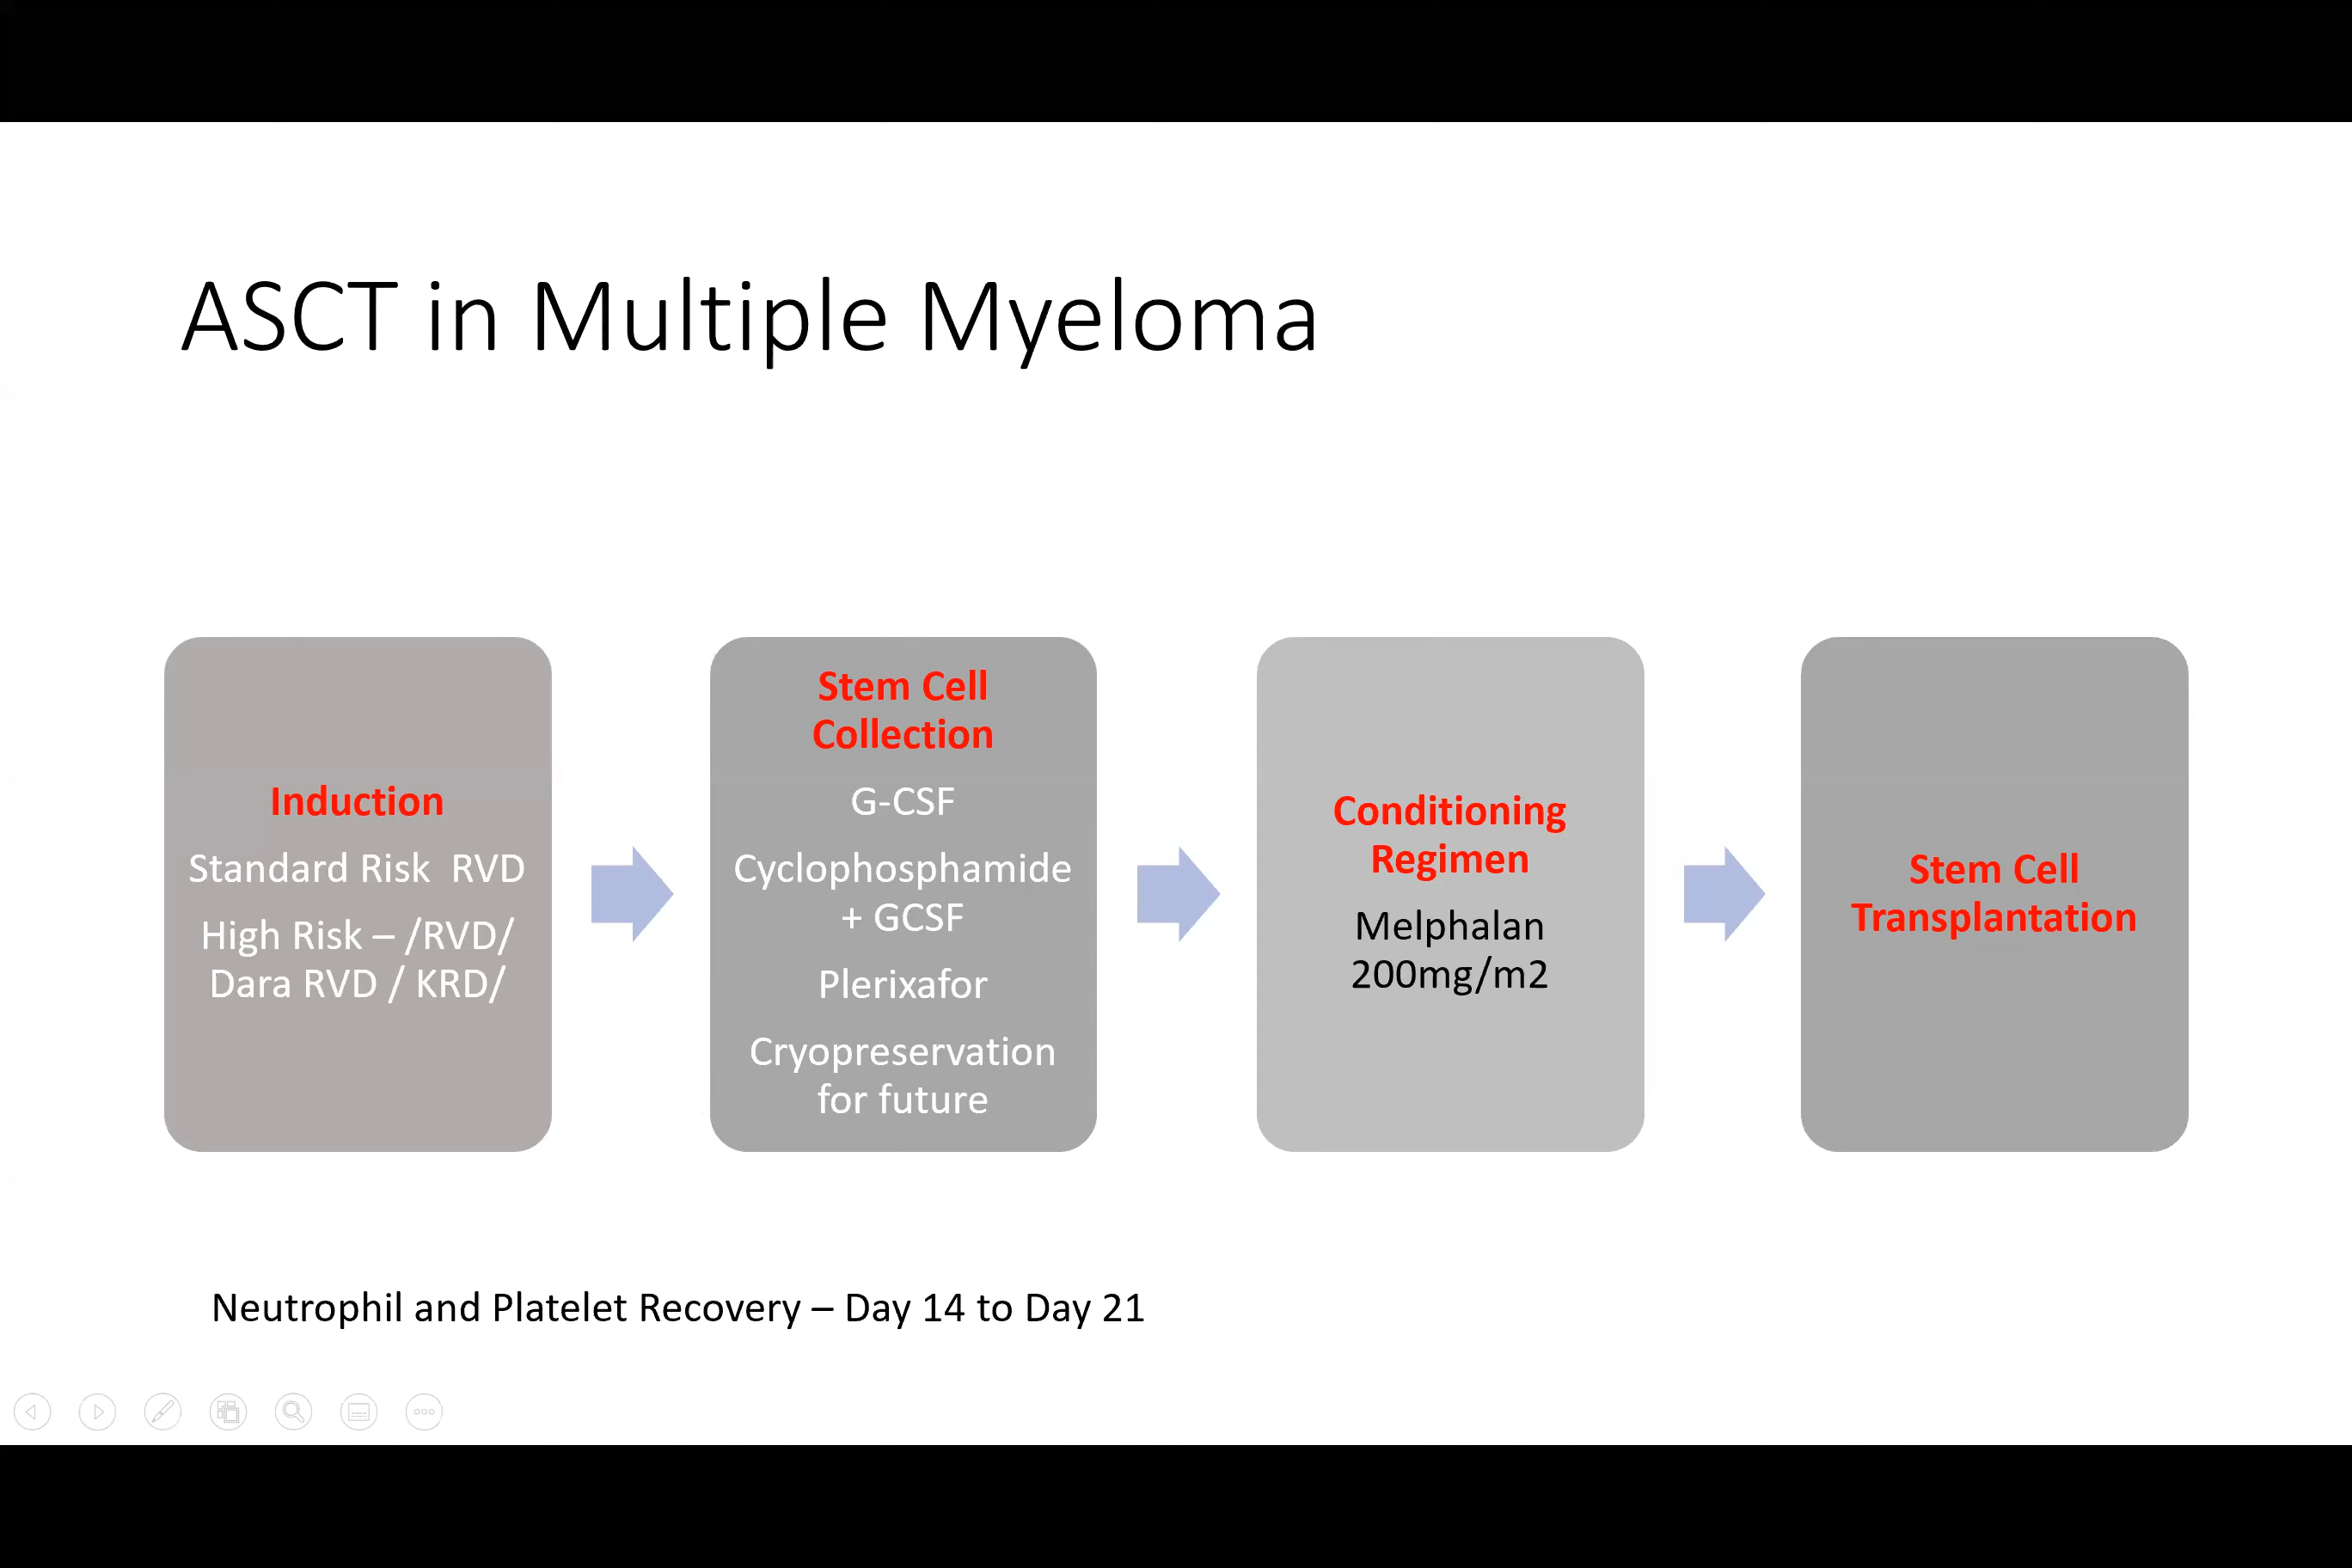 ASCT in Multiple Myeloma
Induction
Standard Risk  RVD
High Risk – /RVD/
Dara RVD / KRD/
Stem Cell
Collection
G-CSF
Cyclophosphamide
+ GCSF
Plerixafor
Cryopreservation
for future
Conditioning
Regimen
Melphalan
200mg/m2
Stem Cell
Transplantation
Neutrophil and Platelet Recovery – Day 14 to Day 21